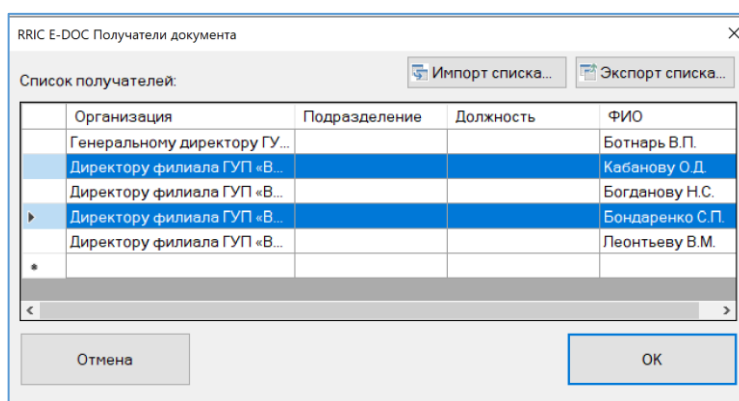 RRIC E-DOC Получатели документа
Список получателей: Импорт списка... Экспорт списка...
Организация Подразделение Должность ФИО
Генеральному директору ГУ... Ботнарь В.П.
Директору филиала ГУП «В... Кабанову О.Д.
Директору филиала ГУП «В... Богданову Н.С.
Директору филиала ГУП «В... Бондаренко С.П.
Директору филиала ГУП «В... Леонтьеву В.М.
Отмена OK